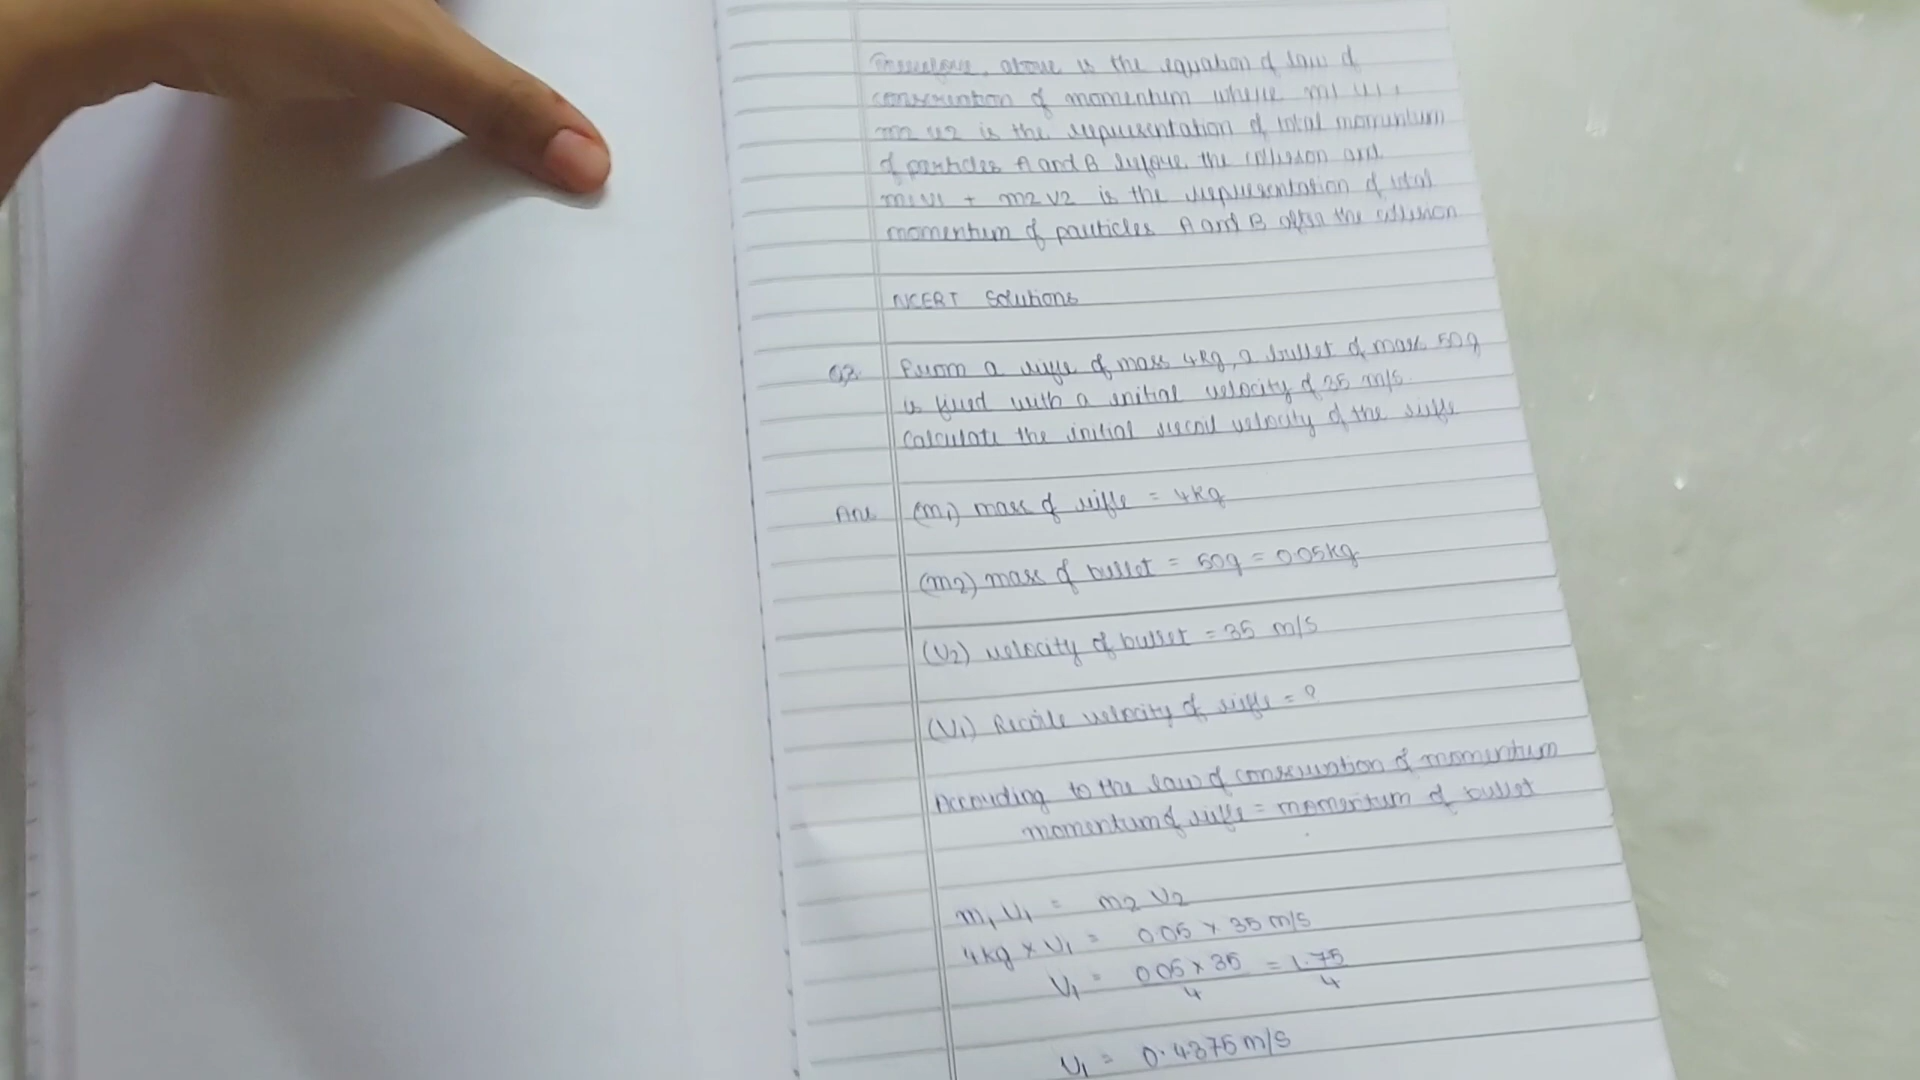 Therefore, above is the equation of law of
conservation of momentum where m1 u1,
m2 u2 is the representation of total momentum
of particles A and B before the collision and
m1v1 + m2 v2 is the representation of total
momentum of particles A and B after the collision
NCERT Solutions
Q2. From a rifle of mass 4kg, a bullet of mass 50g
is fired with a initial velocity of 35 m/s.
Calculate the initial recoil velocity of the rifle
Ans (m1) mass of rifle = 4kg
(m2) mass of bullet = 50g = 0.05kg
(V2) velocity of bullet = 35 m/s
(V1) Recoile velocity of rifle = ?
According to the law of conservation of momentum
momentum of rifle = momentum of bullet
m1 V1 = m2 V2
4kg × V1 = 0.05 × 35 m/s
V1 = 0.05 × 35 / 4 = 1.75 / 4
V1 = 0.4375 m/s